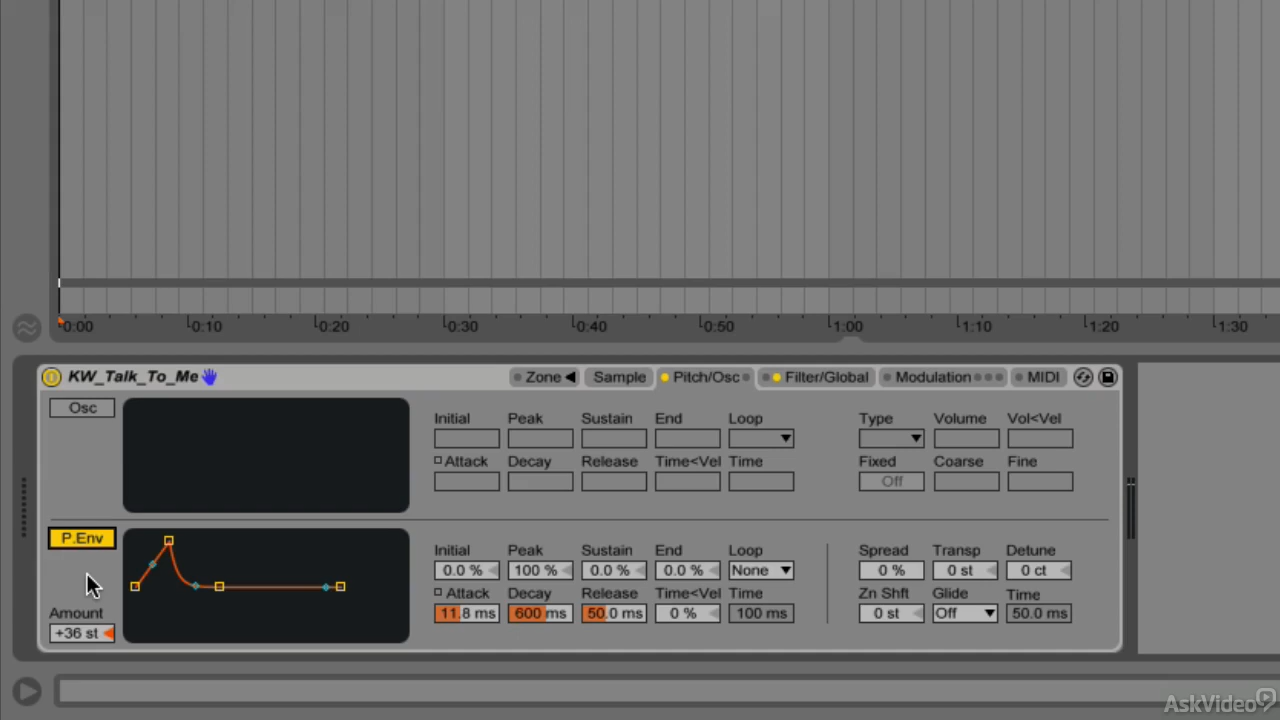 0:00 0:10 0:20 0:30 0:40 0:50 1:00 1:10 1:20 1:30
KW_Talk_To_Me Zone Sample Pitch/Osc Filter/Global Modulation MIDI
Osc
Initial Peak Sustain End Loop Type Volume Vol<Vel
Attack Decay Release Time<Vel Time Fixed Coarse Fine
Off
P.Env
Initial Peak Sustain End Loop Spread Transp Detune
0.0 % 100 % 0.0 % 0.0 % None 0 % 0 st 0 ct
Attack Decay Release Time<Vel Time Zn Shft Glide Time
Amount
11.8 ms 600 ms 50.0 ms 0 % 100 ms 0 st Off 50.0 ms
+36 st
AskVideo